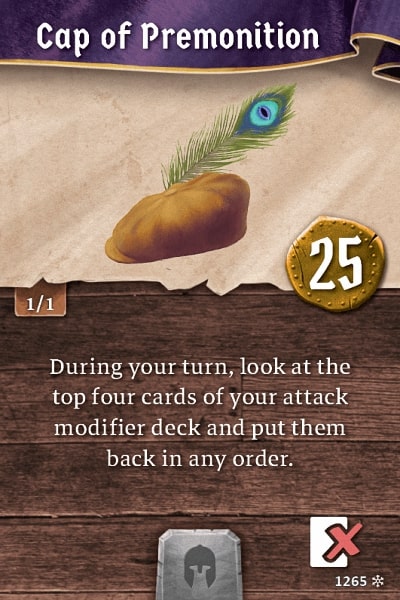 Cap of Premonition
25
1/1
During your turn, look at the
top four cards of your attack
modifier deck and put them
back in any order.
1265